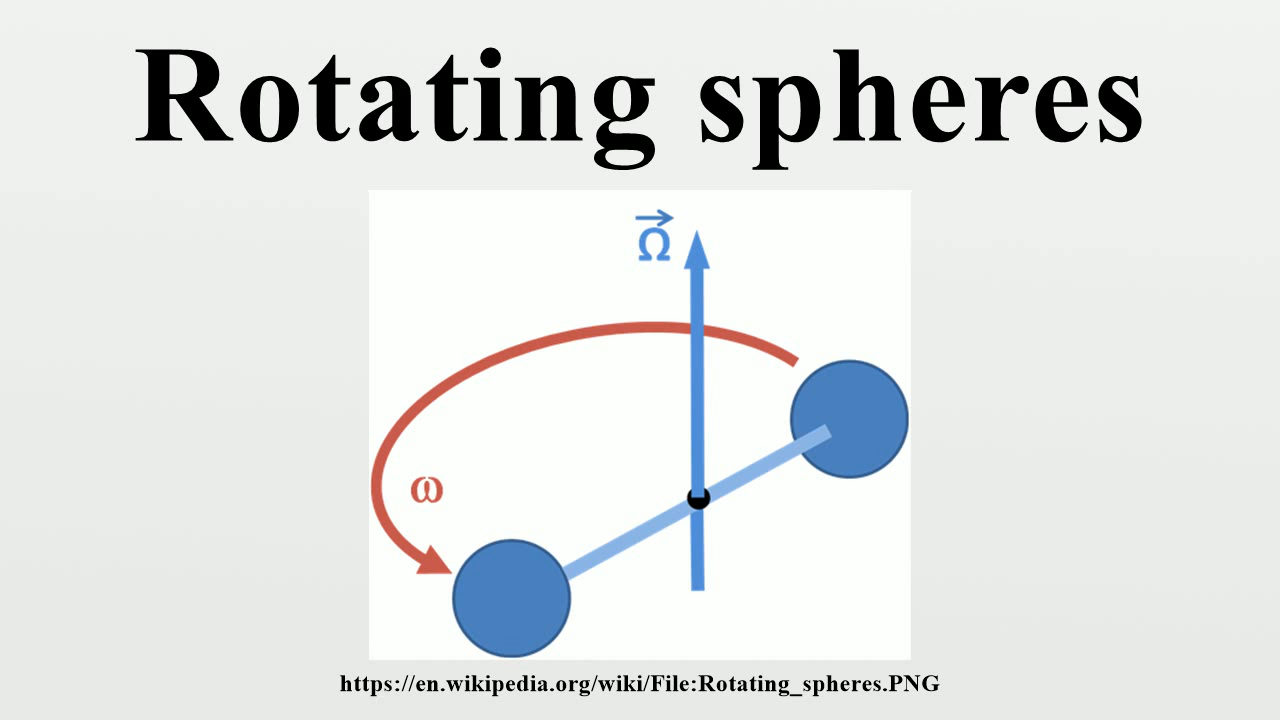 Rotating spheres
Ω⃗
ω
https://en.wikipedia.org/wiki/File:Rotating_spheres.PNG